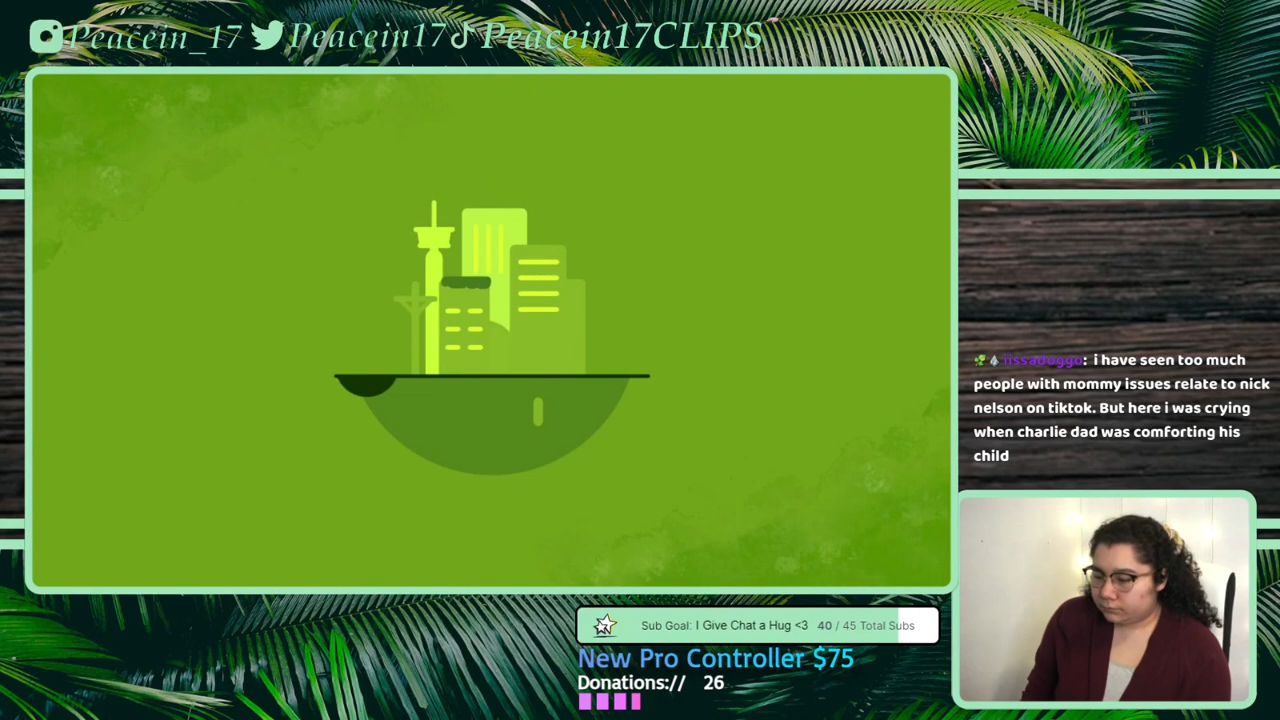 Peacein_17 Peacein17 Peacein17CLIPS
iissadoggo: i have seen too much
people with mommy issues relate to nick
nelson on tiktok. But here i was crying
when charlie dad was comforting his
child
Sub Goal: I Give Chat a Hug <3 40 / 45 Total Subs
New Pro Controller $75
Donations:// 26